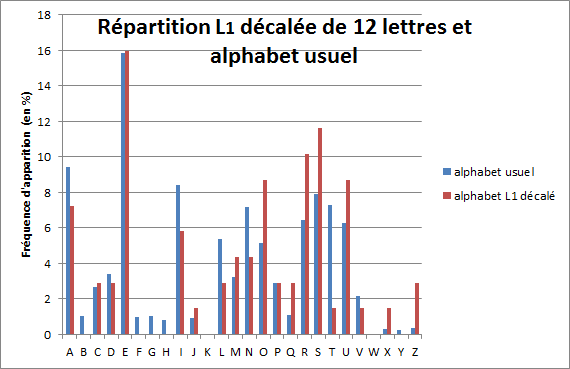 Répartition L1 décalée de 12 lettres et
alphabet usuel
Fréquence d'apparition (en %)
18
16
14
12
10
8
6
4
2
0
A B C D E F G H I J K L M N O P Q R S T U V W X Y Z
alphabet usuel
alphabet L1 décalé